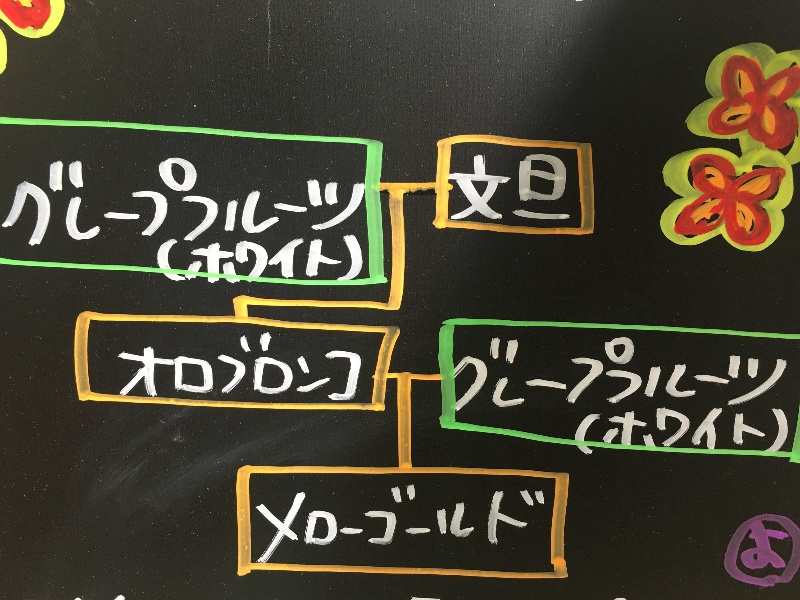 グレープフルーツ
(ホワイト)
文旦
オロブロンコ
グレープフルーツ
(ホワイト)
メローゴールド
よ